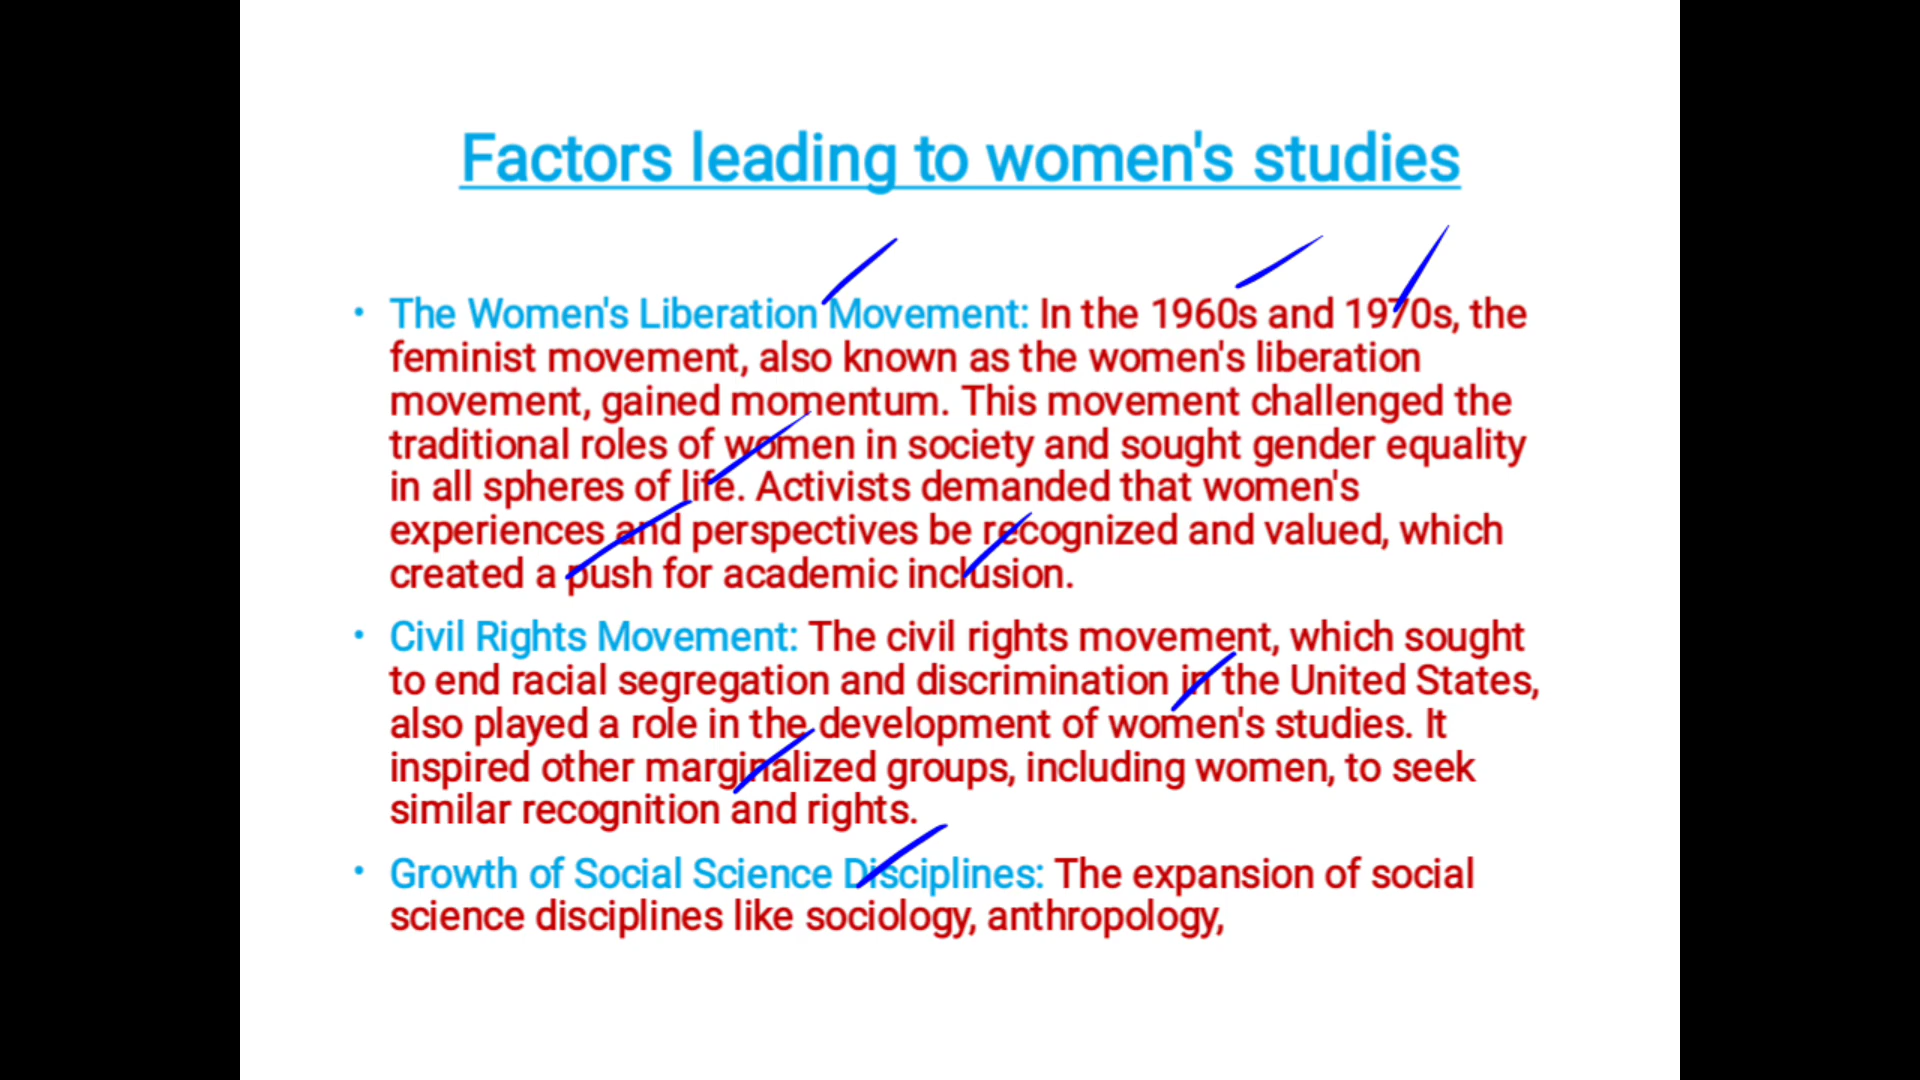 Factors leading to women's studies
• The Women's Liberation Movement: In the 1960s and 1970s, the
feminist movement, also known as the women's liberation
movement, gained momentum. This movement challenged the
traditional roles of women in society and sought gender equality
in all spheres of life. Activists demanded that women's
experiences and perspectives be recognized and valued, which
created a push for academic inclusion.
• Civil Rights Movement: The civil rights movement, which sought
to end racial segregation and discrimination in the United States,
also played a role in the development of women's studies. It
inspired other marginalized groups, including women, to seek
similar recognition and rights.
• Growth of Social Science Disciplines: The expansion of social
science disciplines like sociology, anthropology,